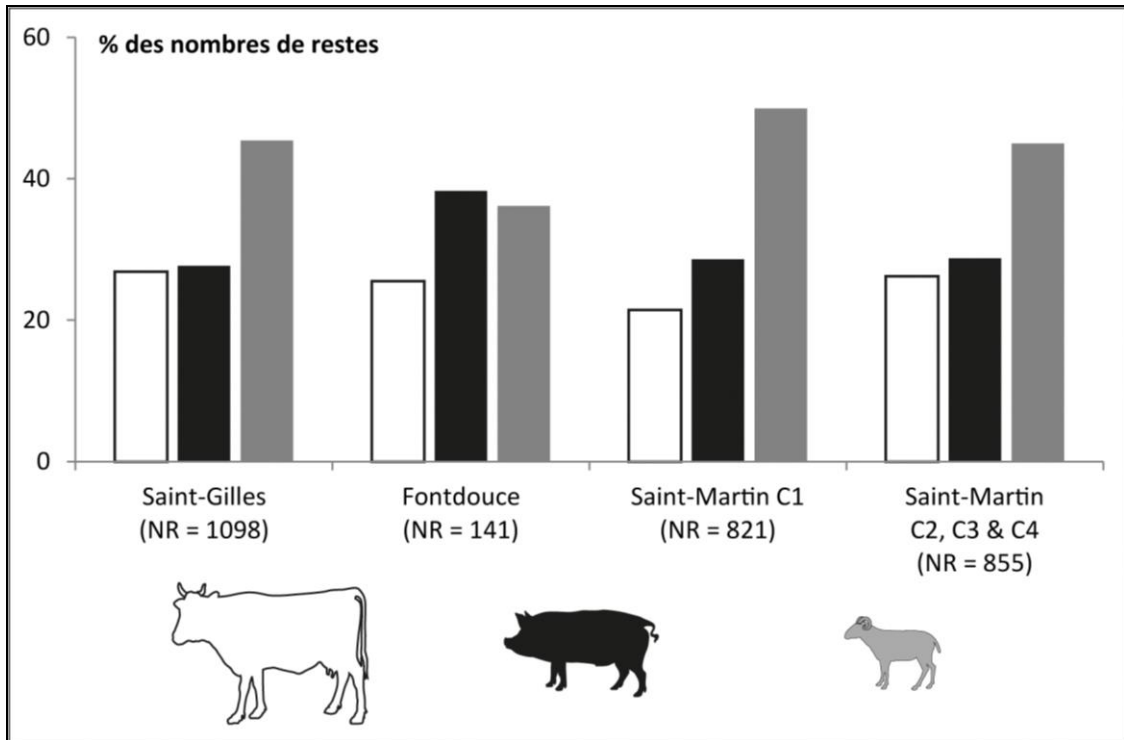 % des nombres de restes
60
40
20
0
Saint-Gilles
(NR = 1098)
Fontdouce
(NR = 141)
Saint-Martin C1
(NR = 821)
Saint-Martin
C2, C3 & C4
(NR = 855)